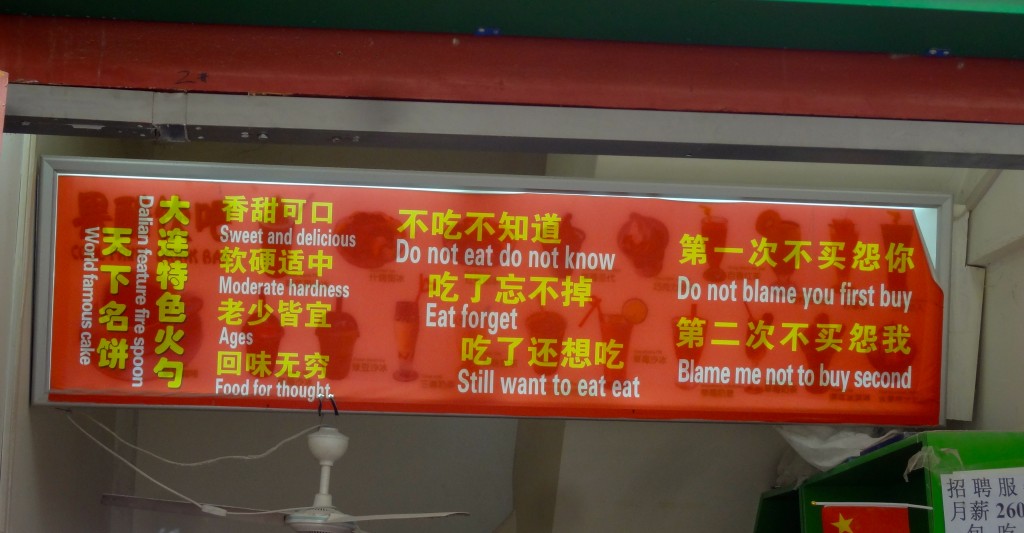 大连特色火勺
Dalian feature fire spoon
天下名饼
World famous cake
香甜可口
Sweet and delicious
软硬适中
Moderate hardness
老少皆宜
Ages
回味无穷
Food for thought
不吃不知道
Do not eat do not know
吃了忘不掉
Eat forget
吃了还想吃
Still want to eat eat
第一次不买怨你
Do not blame you first buy
第二次不买怨我
Blame me not to buy second
招聘服
月薪260
包吃